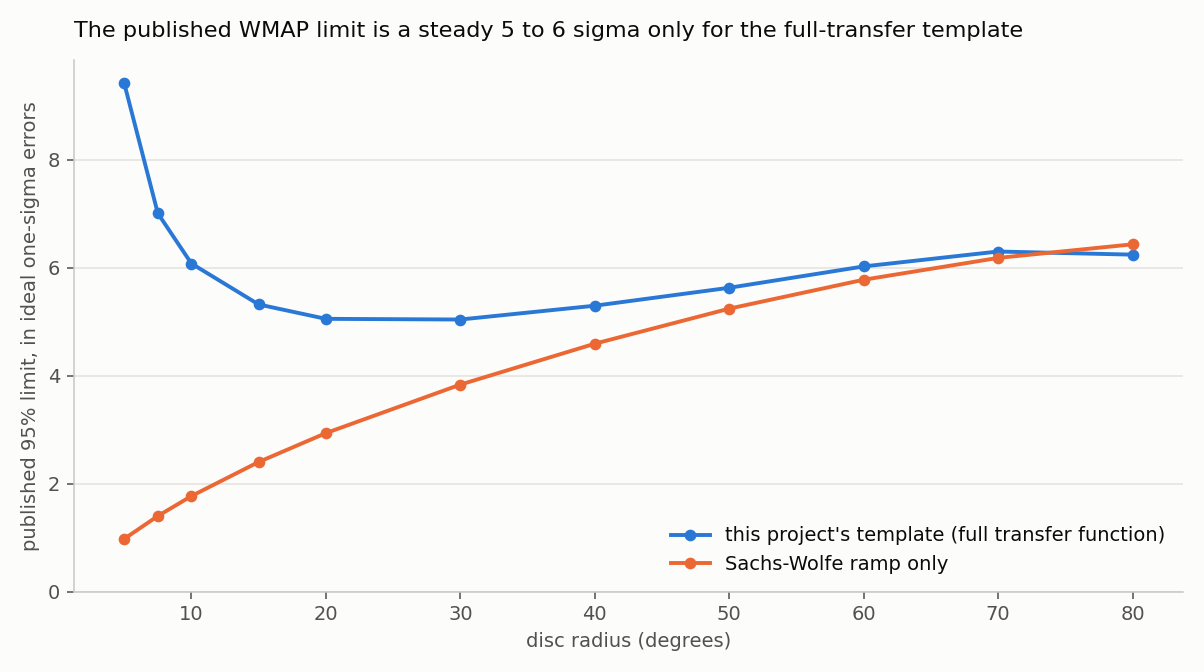 The published WMAP limit is a steady 5 to 6 sigma only for the full-transfer template
published 95% limit, in ideal one-sigma errors
8
6
4
2
0
10 20 30 40 50 60 70 80
disc radius (degrees)
this project's template (full transfer function)
Sachs-Wolfe ramp only